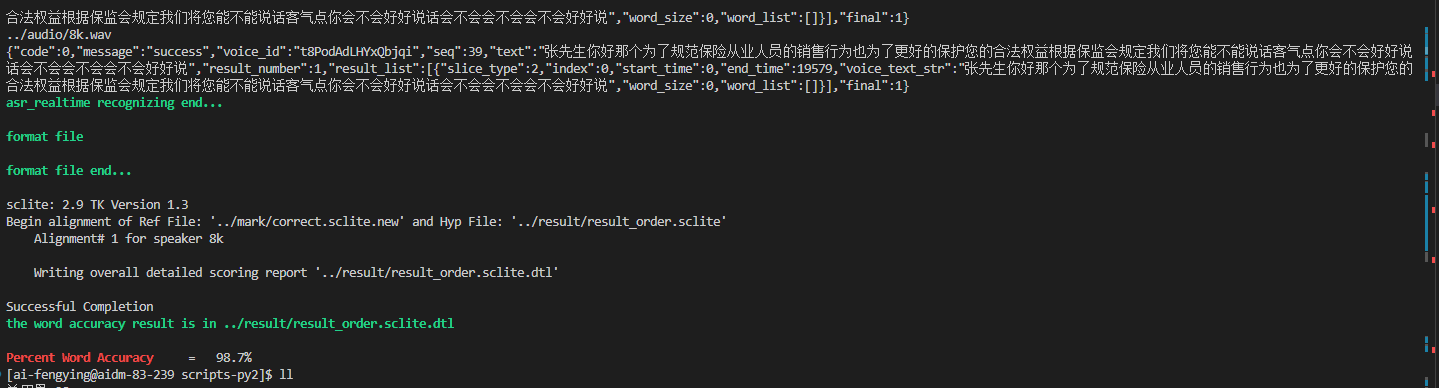 合法权益根据保监会规定我们将您能不能说话客气点你会不会好好说话会不会会不会会不会好好说","word_size":0,"word_list":[]}],"final":1}
../audio/8k.wav
{"code":0,"message":"success","voice_id":"t8PodAdLHYxQbjqi","seq":39,"text":"张先生你好那个为了规范保险从业人员的销售行为也为了更好的保护您的合法权益根据保监会规定我们将您能不能说话客气点你会不会好好说
话会不会会不会会不会好好说","result_number":1,"result_list":[{"slice_type":2,"index":0,"start_time":0,"end_time":19579,"voice_text_str":"张先生你好那个为了规范保险从业人员的销售行为也为了更好的保护您的
合法权益根据保监会规定我们将您能不能说话客气点你会不会好好说话会不会会不会会不会好好说","word_size":0,"word_list":[]}],"final":1}
asr_realtime recognizing end...
format file
format file end...
sclite: 2.9 TK Version 1.3
Begin alignment of Ref File: '../mark/correct.sclite.new' and Hyp File: '../result/result_order.sclite'
Alignment# 1 for speaker 8k
Writing overall detailed scoring report '../result/result_order.sclite.dtl'
Successful Completion
the word accuracy result is in ../result/result_order.sclite.dtl
Percent Word Accuracy = 98.7%
[ai-fengying@aidm-83-239 scripts-py2]$ ll